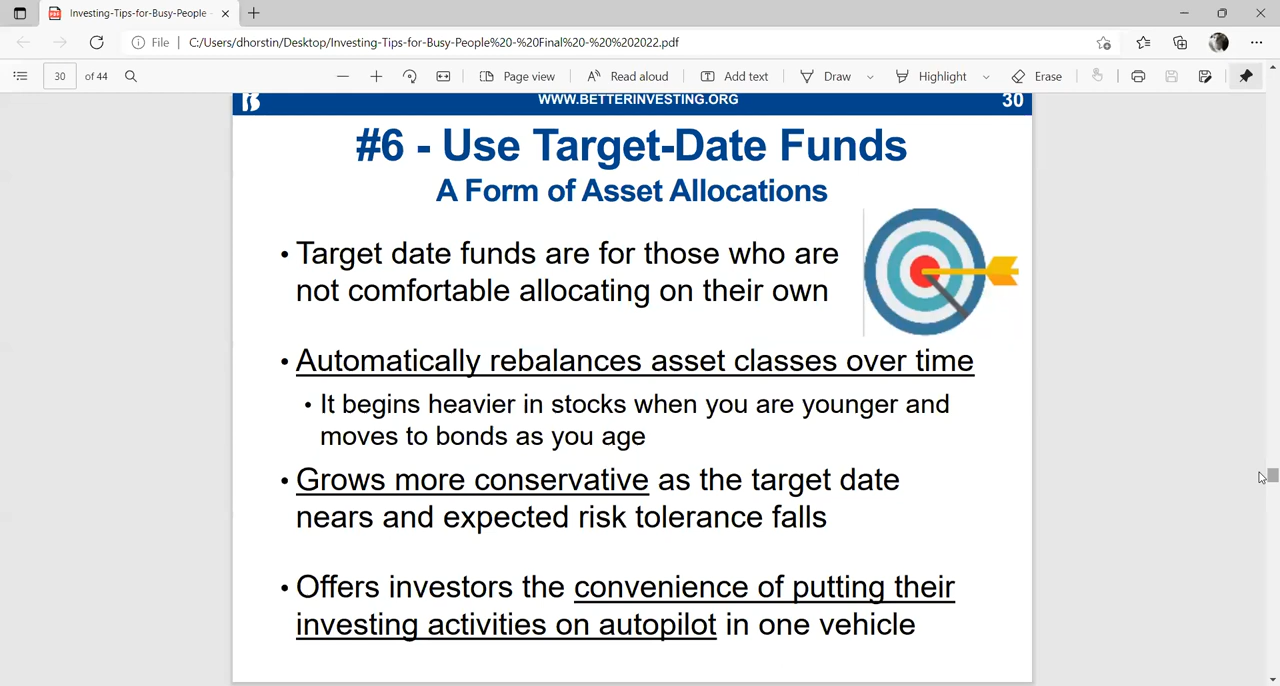 Investing-Tips-for-Busy-People -
File
C:/Users/dhorstin/Desktop/Investing-Tips-for-Busy-People%20-%20Final%20-%20%202022.pdf
30 of 44
Page view
Read aloud
Add text
Draw
Highlight
Erase
WWW.BETTERINVESTING.ORG
30
#6 - Use Target-Date Funds
A Form of Asset Allocations
• Target date funds are for those who are
not comfortable allocating on their own
• Automatically rebalances asset classes over time
• It begins heavier in stocks when you are younger and
moves to bonds as you age
• Grows more conservative as the target date
nears and expected risk tolerance falls
• Offers investors the convenience of putting their
investing activities on autopilot in one vehicle